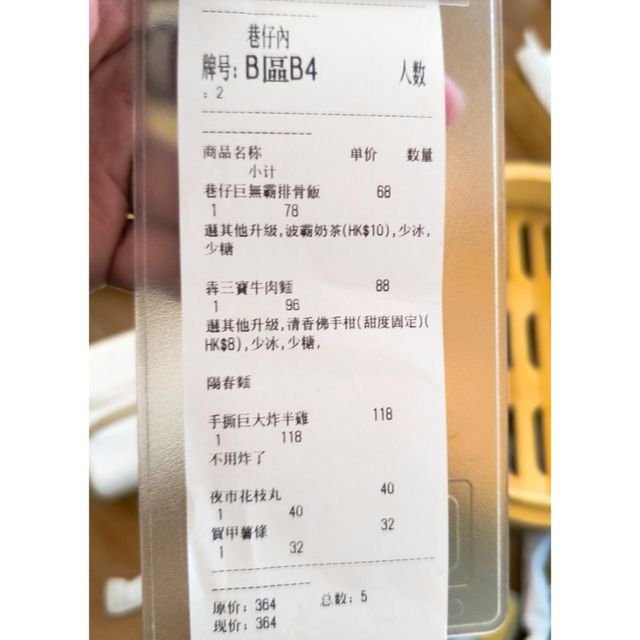 巷仔內
牌号: B區B4 人数
: 2
商品名称 单价 数量
小计
巷仔巨無霸排骨飯 68
1 78
選其他升級,波霸奶茶(HK$10),少冰,
少糖
犇三寶牛肉麵 88
1 96
選其他升級,清香佛手柑(甜度固定)(
HK$8),少冰,少糖,
陽春麵
手撕巨大炸半雞 118
1 118
不用炸了
夜市花枝丸 40
1 40
賀甲薯條 32
1 32
原价: 364 总数: 5
现价: 364